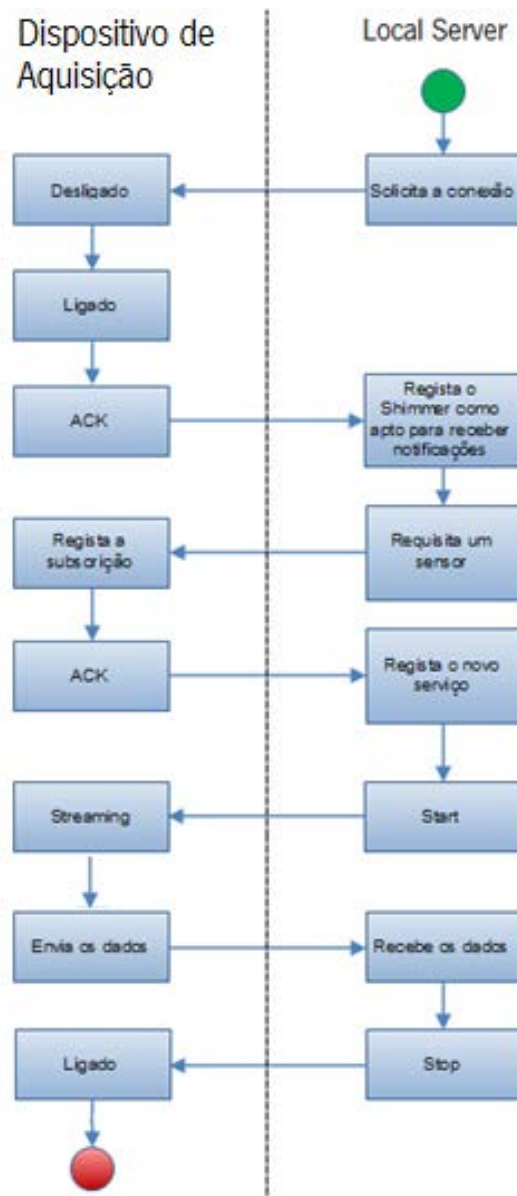 Dispositivo de
Aquisição
Local Server
Desligado
Solicita a conexão
Ligado
ACK
Regista o
Shimmer como
apto para receber
notificações
Regista a
subscrição
Requisita um
sensor
ACK
Regista o novo
serviço
Streaming
Start
Envia os dados
Recebe os dados
Ligado
Stop